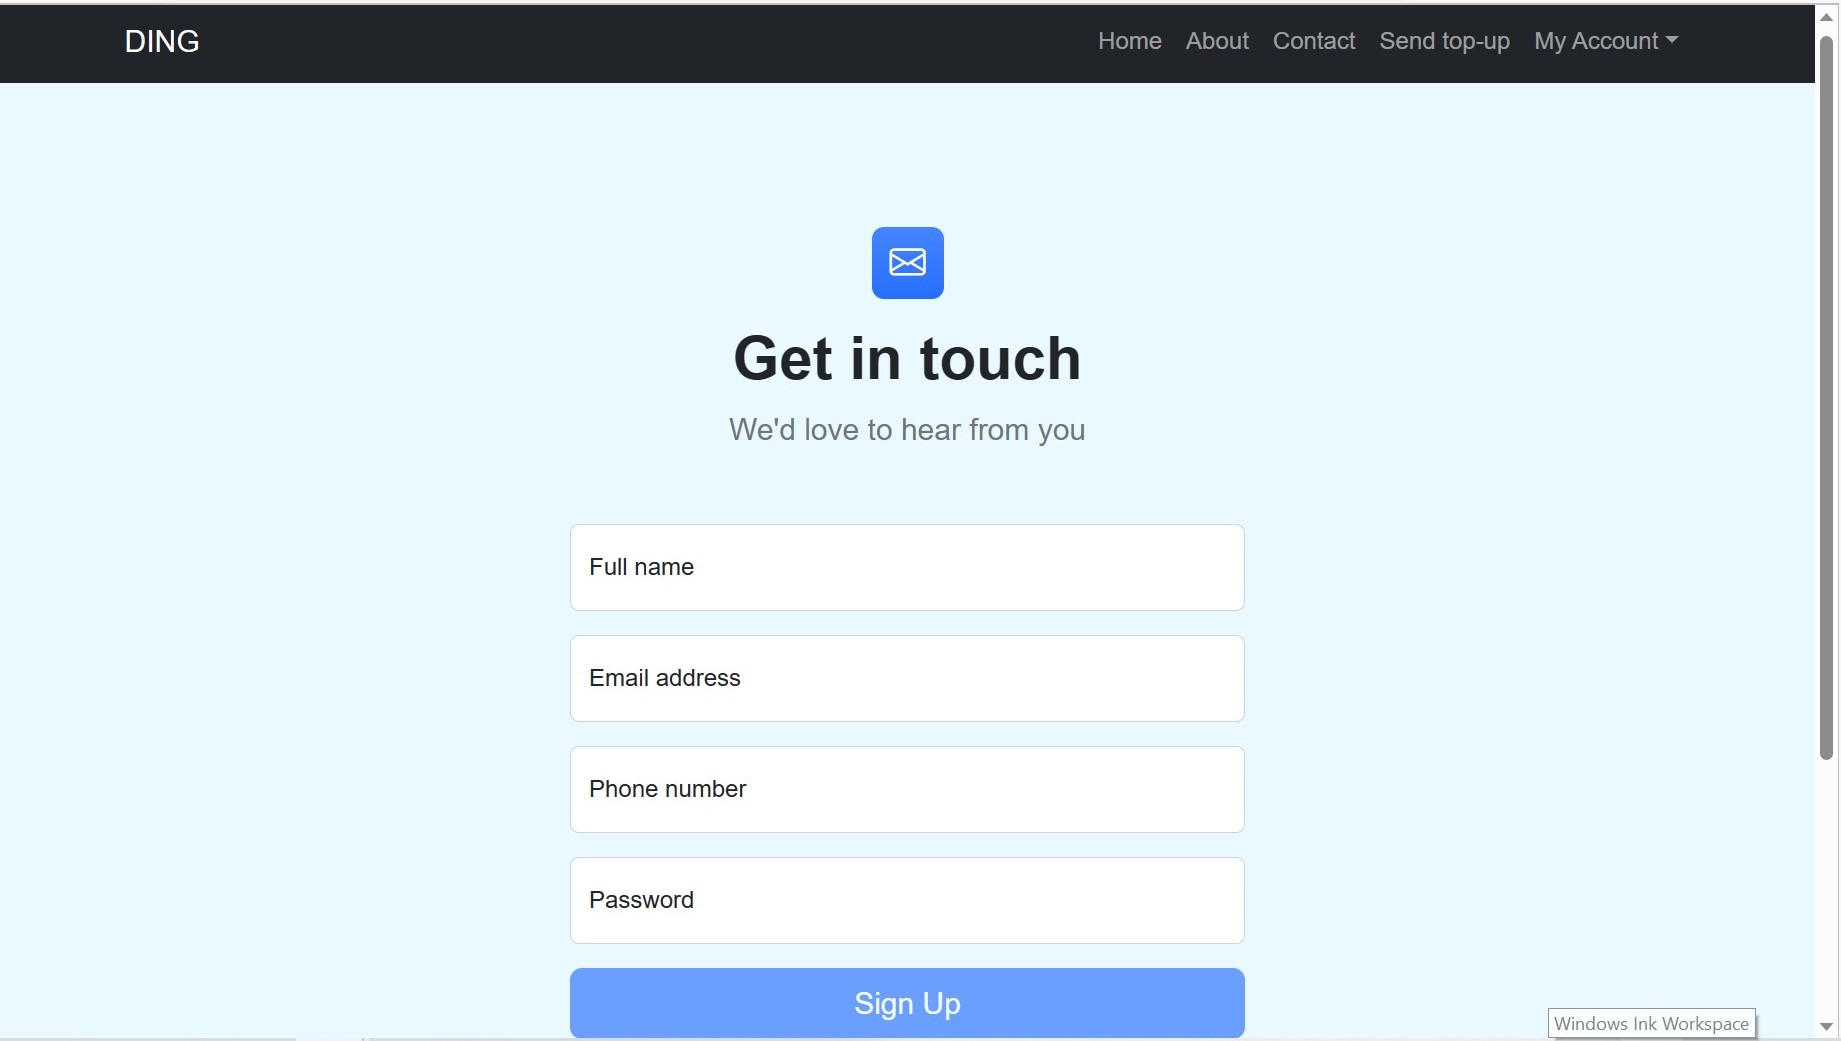 DING
Home About Contact Send top-up My Account
Get in touch
We'd love to hear from you
Full name
Email address
Phone number
Password
Sign Up
Windows Ink Workspace